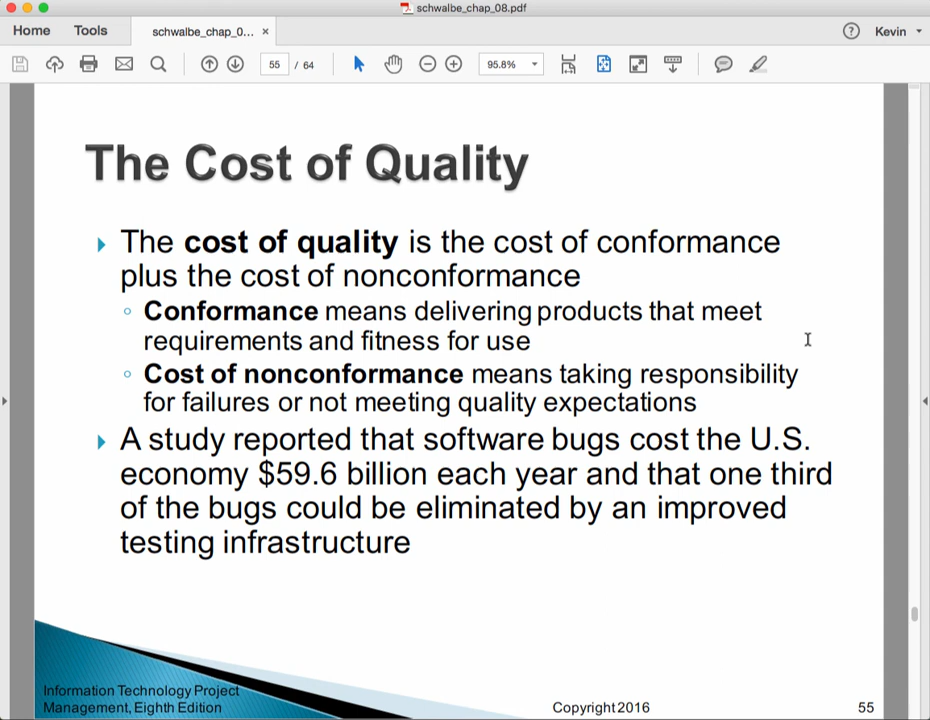 schwalbe_chap_08.pdf
Home Tools schwalbe_chap_0... × ? Kevin
55 / 64 95.8%
The Cost of Quality
The cost of quality is the cost of conformance
plus the cost of nonconformance
Conformance means delivering products that meet
requirements and fitness for use
Cost of nonconformance means taking responsibility
for failures or not meeting quality expectations
A study reported that software bugs cost the U.S.
economy $59.6 billion each year and that one third
of the bugs could be eliminated by an improved
testing infrastructure
Information Technology Project
Management, Eighth Edition Copyright 2016 55